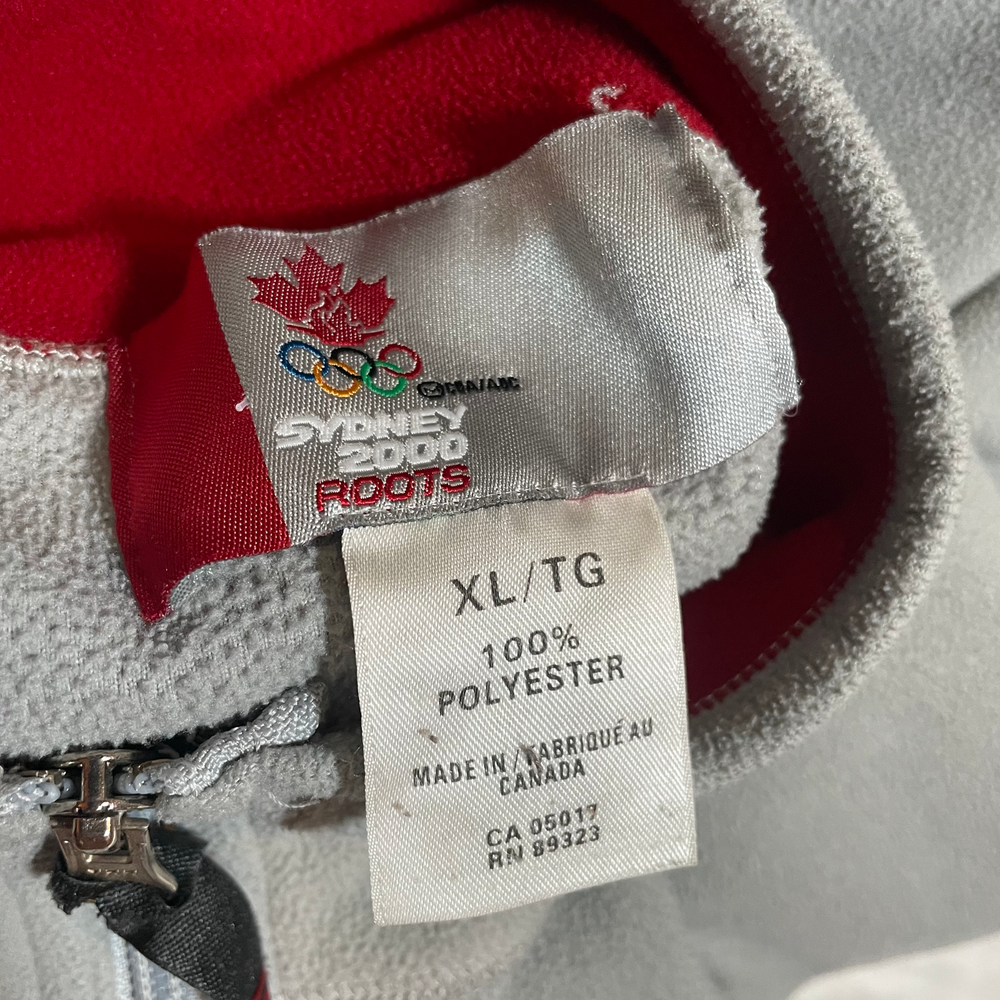 ©COA/AOC
SYDNEY
2000
ROOTS
XL/TG
100%
POLYESTER
MADE IN/FABRIQUÉ AU
CANADA
CA 05017
RN 89323